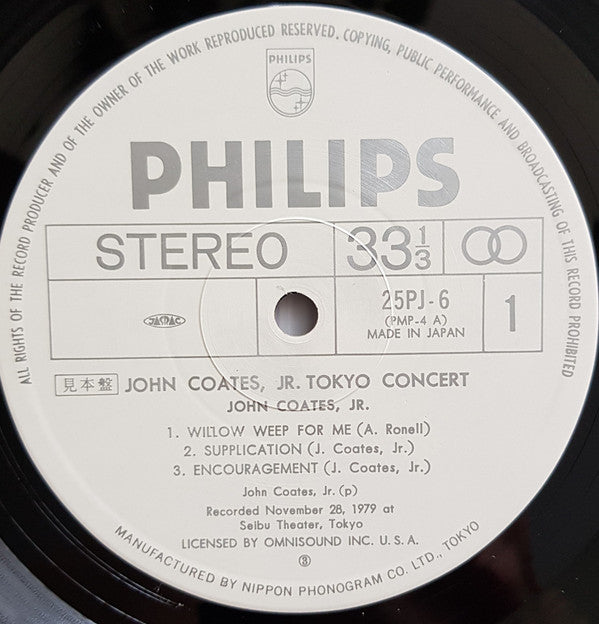 ALL RIGHTS OF THE RECORD PRODUCER AND OF THE OWNER OF THE WORK REPRODUCED RESERVED. COPYING, PUBLIC PERFORMANCE AND BROADCASTING OF THIS RECORD PROHIBITED
PHILIPS
PHILIPS
STEREO 33 1/3
JASRAC
25PJ-6
(PMP-4 A)
MADE IN JAPAN
1
見本盤 JOHN COATES, JR. TOKYO CONCERT
JOHN COATES, JR.
1. WILLOW WEEP FOR ME (A. Ronell)
2. SUPPLICATION (J. Coates, Jr.)
3. ENCOURAGEMENT (J. Coates, Jr.)
John Coates, Jr. (p)
Recorded November 28, 1979 at
Seibu Theater, Tokyo
LICENSED BY OMNISOUND INC. U. S. A.
MANUFACTURED BY NIPPON PHONOGRAM CO. LTD., TOKYO